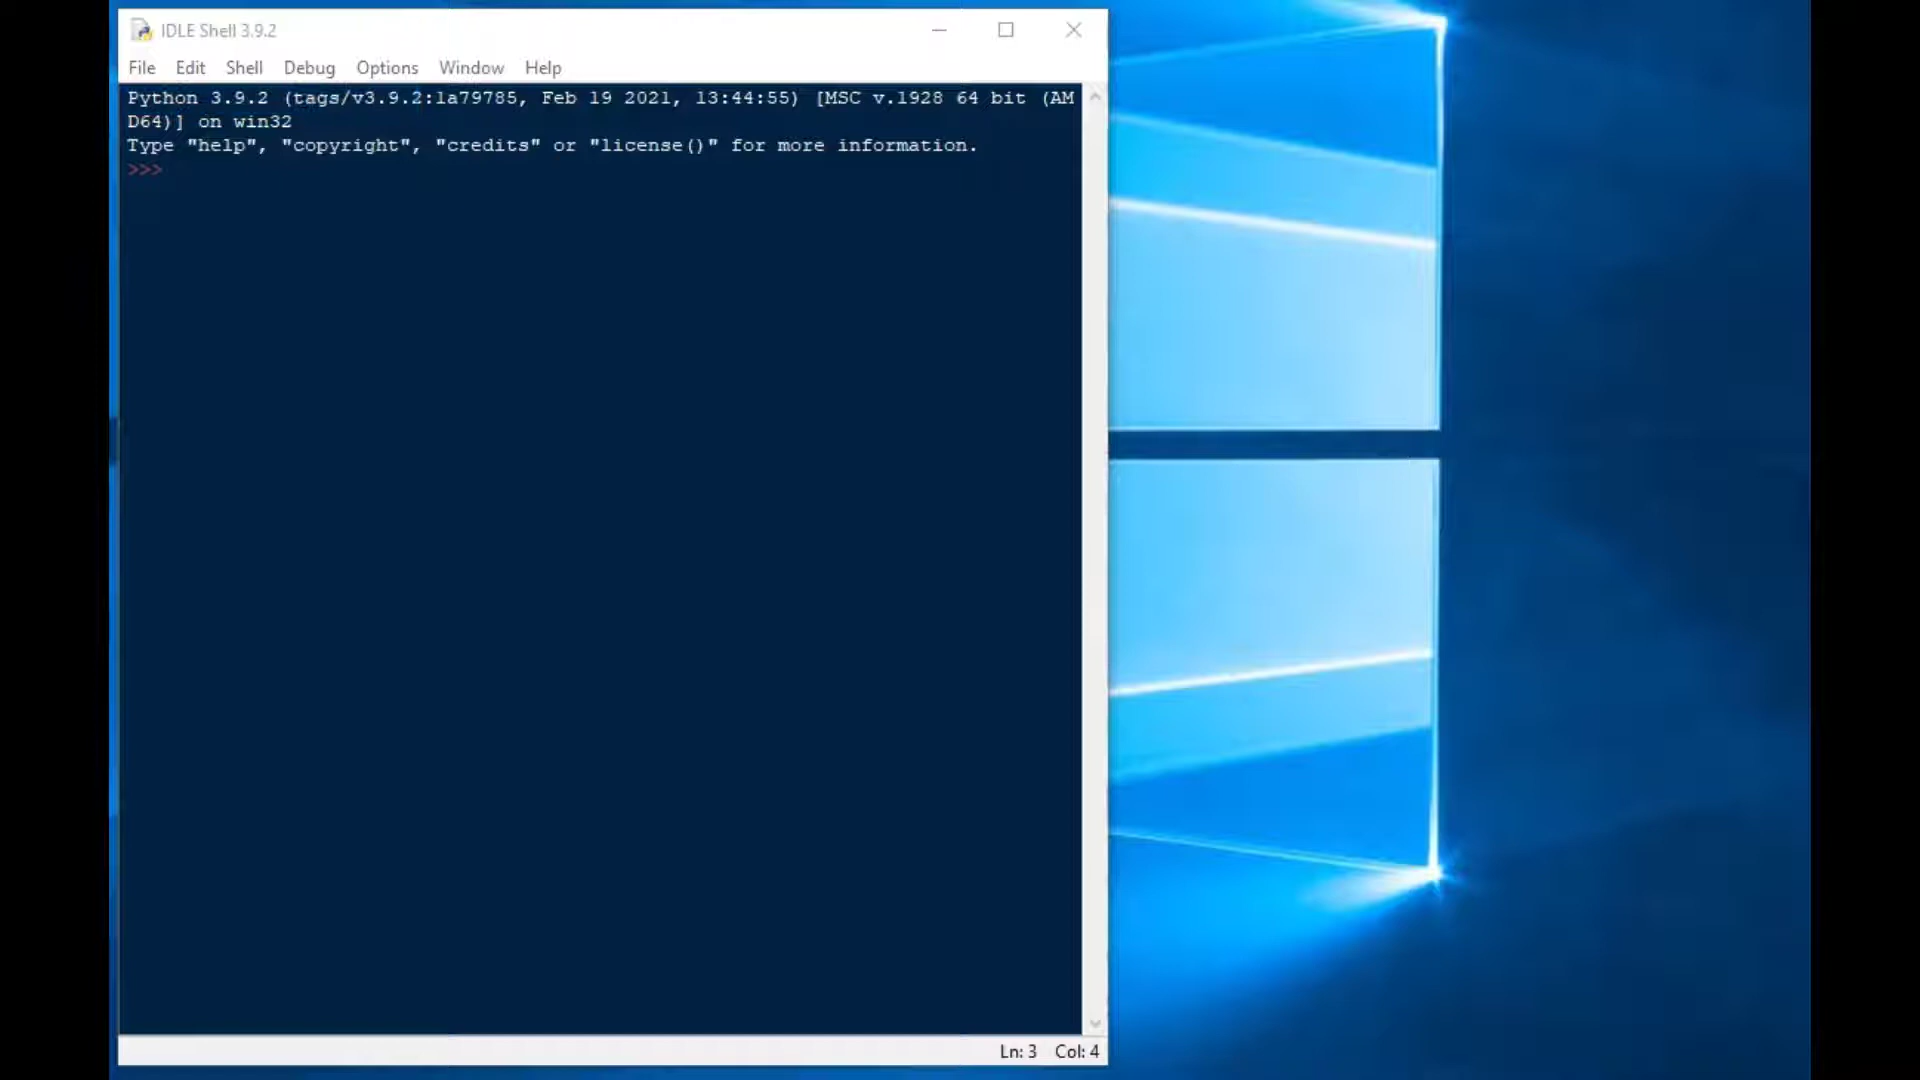 IDLE Shell 3.9.2
File Edit Shell Debug Options Window Help
Python 3.9.2 (tags/v3.9.2:1a79785, Feb 19 2021, 13:44:55) [MSC v.1928 64 bit (AM
D64)] on win32
Type "help", "copyright", "credits" or "license()" for more information.
>>>
Ln: 3 Col: 4